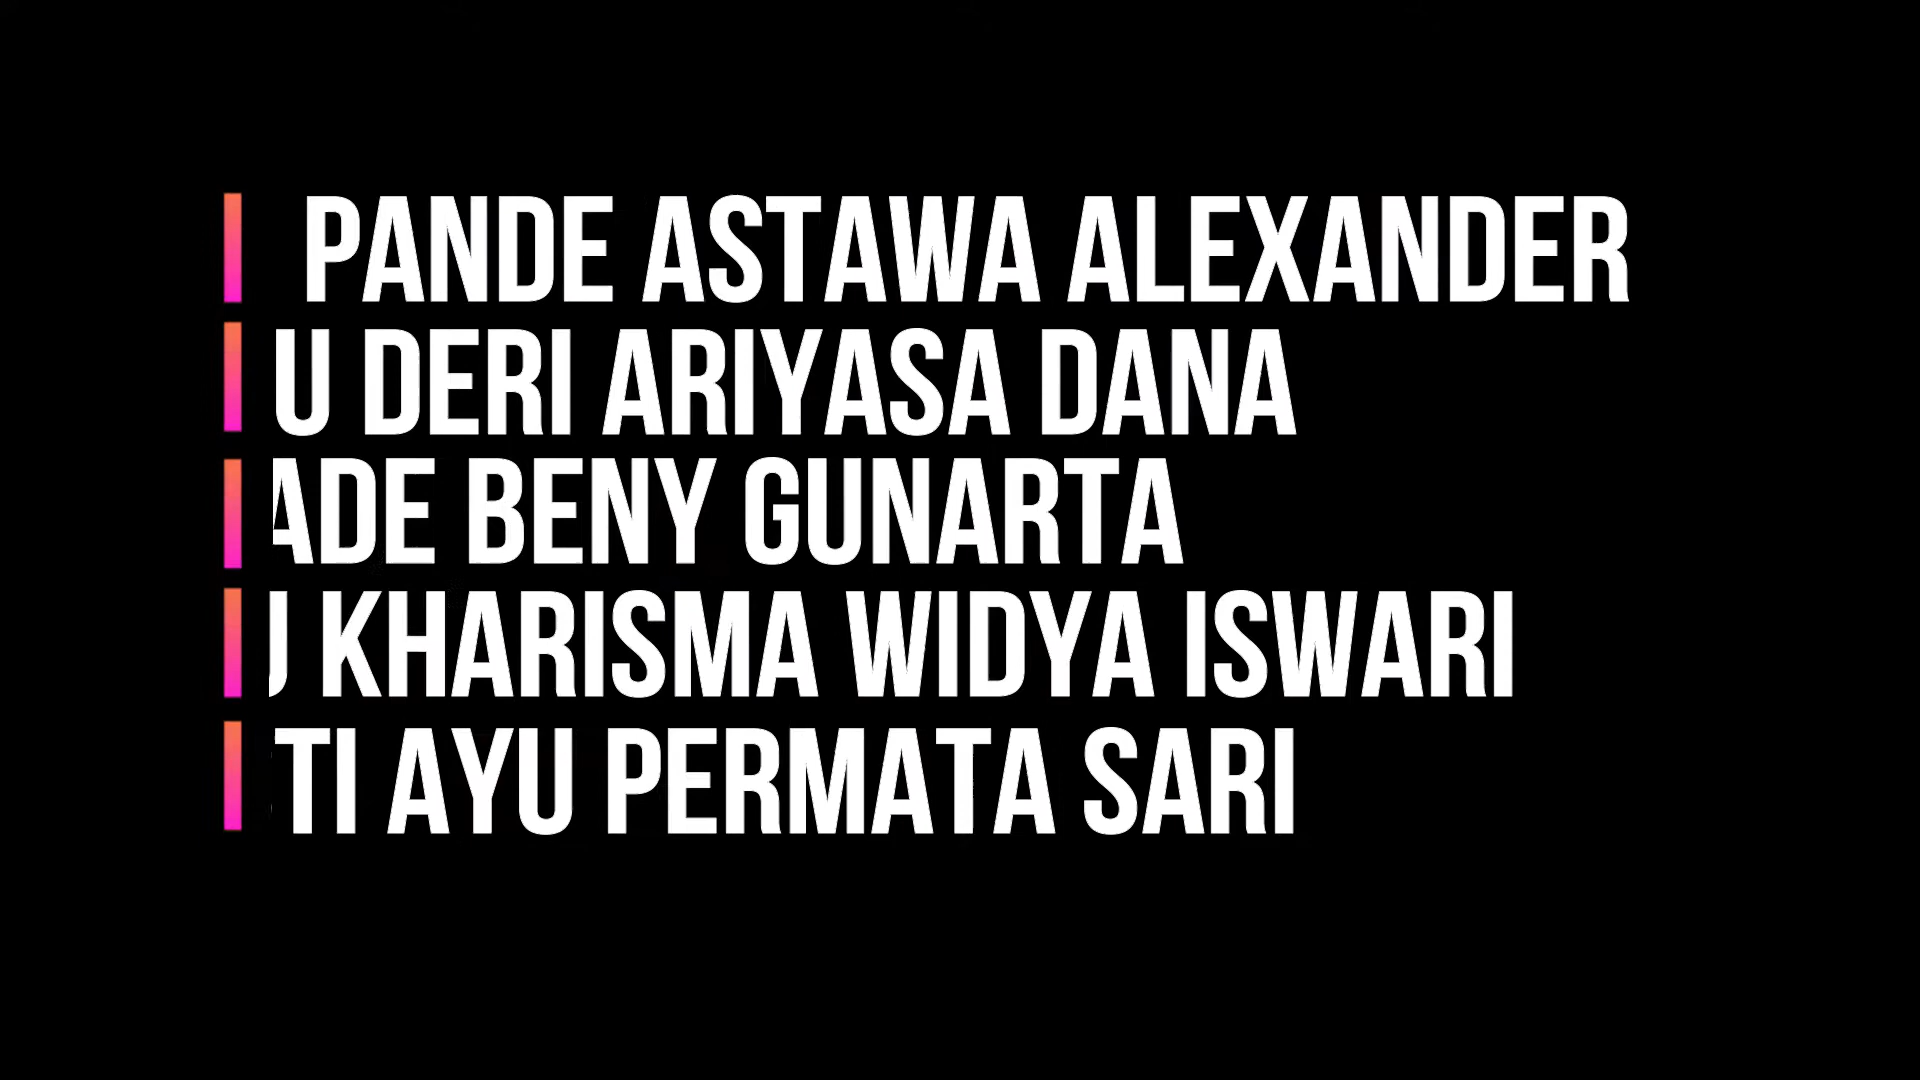 PANDE ASTAWA ALEXANDER
U DERI ARIYASA DANA
ADE BENY GUNARTA
KHARISMA WIDYA ISWARI
TI AYU PERMATA SARI